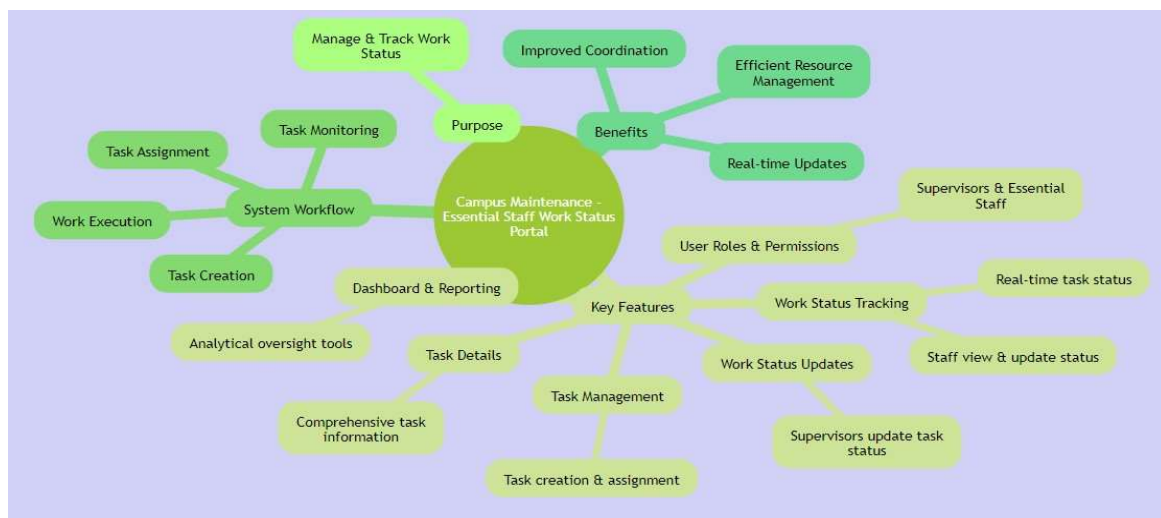 Manage & Track Work
Status
Purpose
Improved Coordination
Efficient Resource
Management
Benefits
Real-time Updates
Task Monitoring
Task Assignment
Work Execution
System Workflow
Task Creation
Campus Maintenance -
Essential Staff Work Status
Portal
Supervisors & Essential
Staff
User Roles & Permissions
Real-time task status
Work Status Tracking
Staff view & update status
Key Features
Dashboard & Reporting
Analytical oversight tools
Task Details
Comprehensive task
information
Task Management
Task creation & assignment
Work Status Updates
Supervisors update task
status